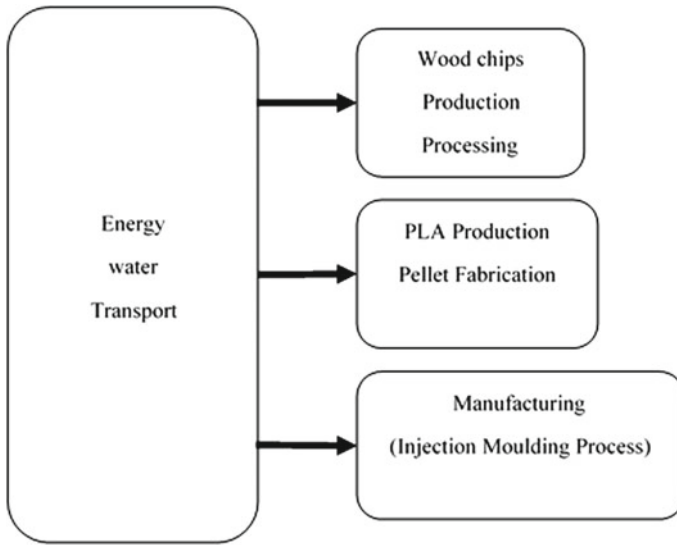 Energy
water
Transport
Wood chips
Production
Processing
PLA Production
Pellet Fabrication
Manufacturing
(Injection Moulding Process)